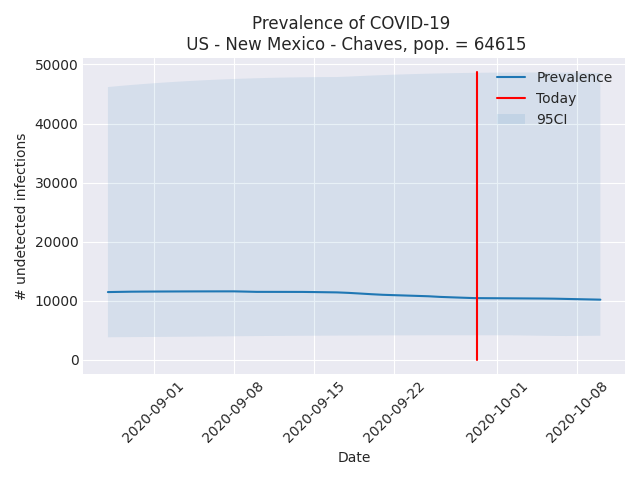 Prevalence of COVID-19
US - New Mexico - Chaves, pop. = 64615
50000
40000
30000
20000
10000
0
# undetected infections
Prevalence
Today
95CI
2020-09-01
2020-09-08
2020-09-15
2020-09-22
2020-10-01
2020-10-08
Date